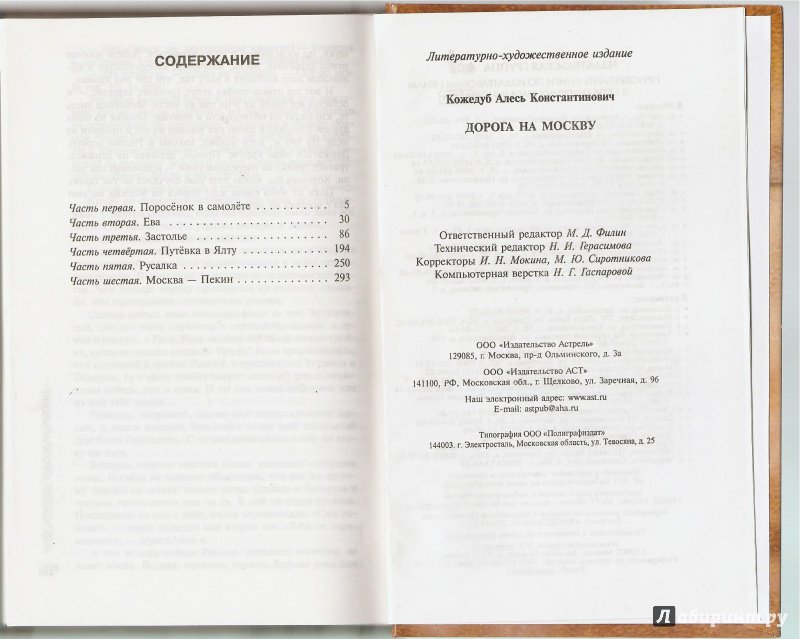 СОДЕРЖАНИЕ
Часть первая. Поросёнок в самолёте . . . . . . . . . . . 5
Часть вторая. Ева . . . . . . . . . . . . . . . . . . . . . . . . 30
Часть третья. Застолье . . . . . . . . . . . . . . . . . . . . 86
Часть четвёртая. Путёвка в Ялту . . . . . . . . . . . . . 194
Часть пятая. Русалка . . . . . . . . . . . . . . . . . . . . . 250
Часть шестая. Москва — Пекин . . . . . . . . . . . . . . 293
Литературно-художественное издание
Кожедуб Алесь Константинович
ДОРОГА НА МОСКВУ
Ответственный редактор М. Д. Филин
Технический редактор Н. И. Герасимова
Корректоры И. Н. Мокина, М. Ю. Сиротникова
Компьютерная верстка И. Г. Гаспаровой
ООО «Издательство Астрель»
129085, г. Москва, пр-д Ольминского, д. 3а
ООО «Издательство АСТ»
141100, РФ, Московская обл., г. Щелково, ул. Заречная, д. 96
Наш электронный адрес: www.ast.ru
E-mail: astpub@aha.ru
Типография ООО «Полиграфиздат»
144003. г. Электросталь, Московская область, ул. Тевосяна, д. 25
Лабиринт.ру